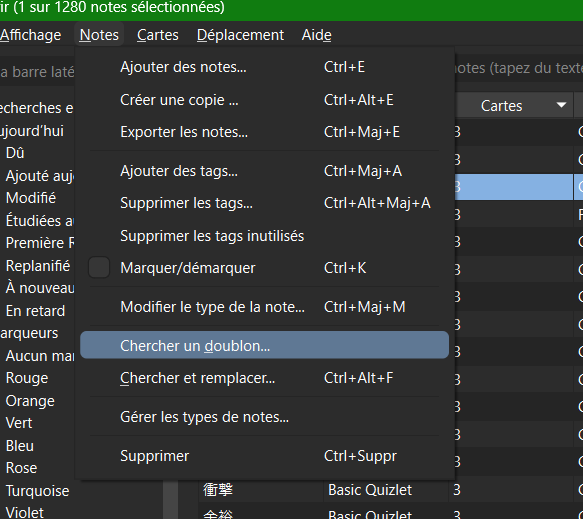 ir (1 sur 1280 notes sélectionnées)
Affichage Notes Cartes Déplacement Aide
a barre laté
notes (tapez du texte
Ajouter des notes... Ctrl+E
Créer une copie ... Ctrl+Alt+E
Exporter les notes... Ctrl+Maj+E
Ajouter des tags... Ctrl+Maj+A
Supprimer les tags... Ctrl+Alt+Maj+A
Supprimer les tags inutilisés
Marquer/démarquer Ctrl+K
Modifier le type de la note... Ctrl+Maj+M
Chercher un doublon...
Chercher et remplacer... Ctrl+Alt+F
Gérer les types de notes...
Supprimer Ctrl+Suppr
echerches e
ujourd'hui
Dû
Ajouté auj
Modifié
Étudiées a
Première R
Replanifié
À nouveau
En retard
arqueurs
Aucun mar
Rouge
Orange
Vert
Bleu
Rose
Turquoise
Violet
Cartes
3
3
3
3
3
3
3
3
3
3
3
3
3
衝撃 Basic Quizlet 3
余裕 Basic Quizlet 3